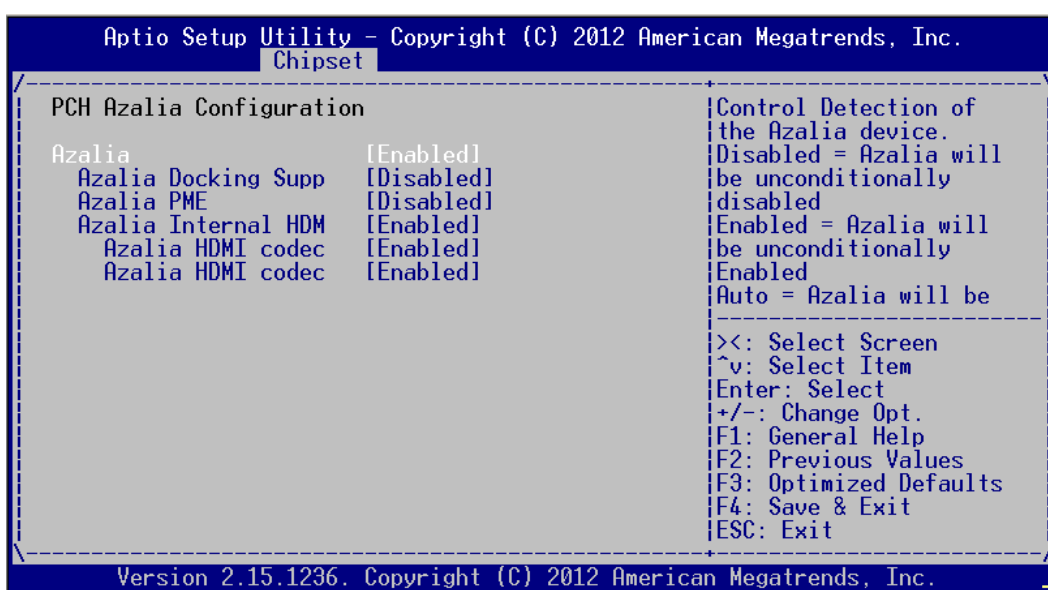 Aptio Setup Utility – Copyright (C) 2012 American Megatrends, Inc.
Chipset
PCH Azalia Configuration
Azalia [Enabled]
Azalia Docking Supp [Disabled]
Azalia PME [Disabled]
Azalia Internal HDM [Enabled]
Azalia HDMI codec [Enabled]
Azalia HDMI codec [Enabled]
Control Detection of
the Azalia device.
Disabled = Azalia will
be unconditionally
disabled
Enabled = Azalia will
be unconditionally
Enabled
Auto = Azalia will be
><: Select Screen
^v: Select Item
Enter: Select
+/-: Change Opt.
F1: General Help
F2: Previous Values
F3: Optimized Defaults
F4: Save & Exit
ESC: Exit
Version 2.15.1236. Copyright (C) 2012 American Megatrends, Inc.